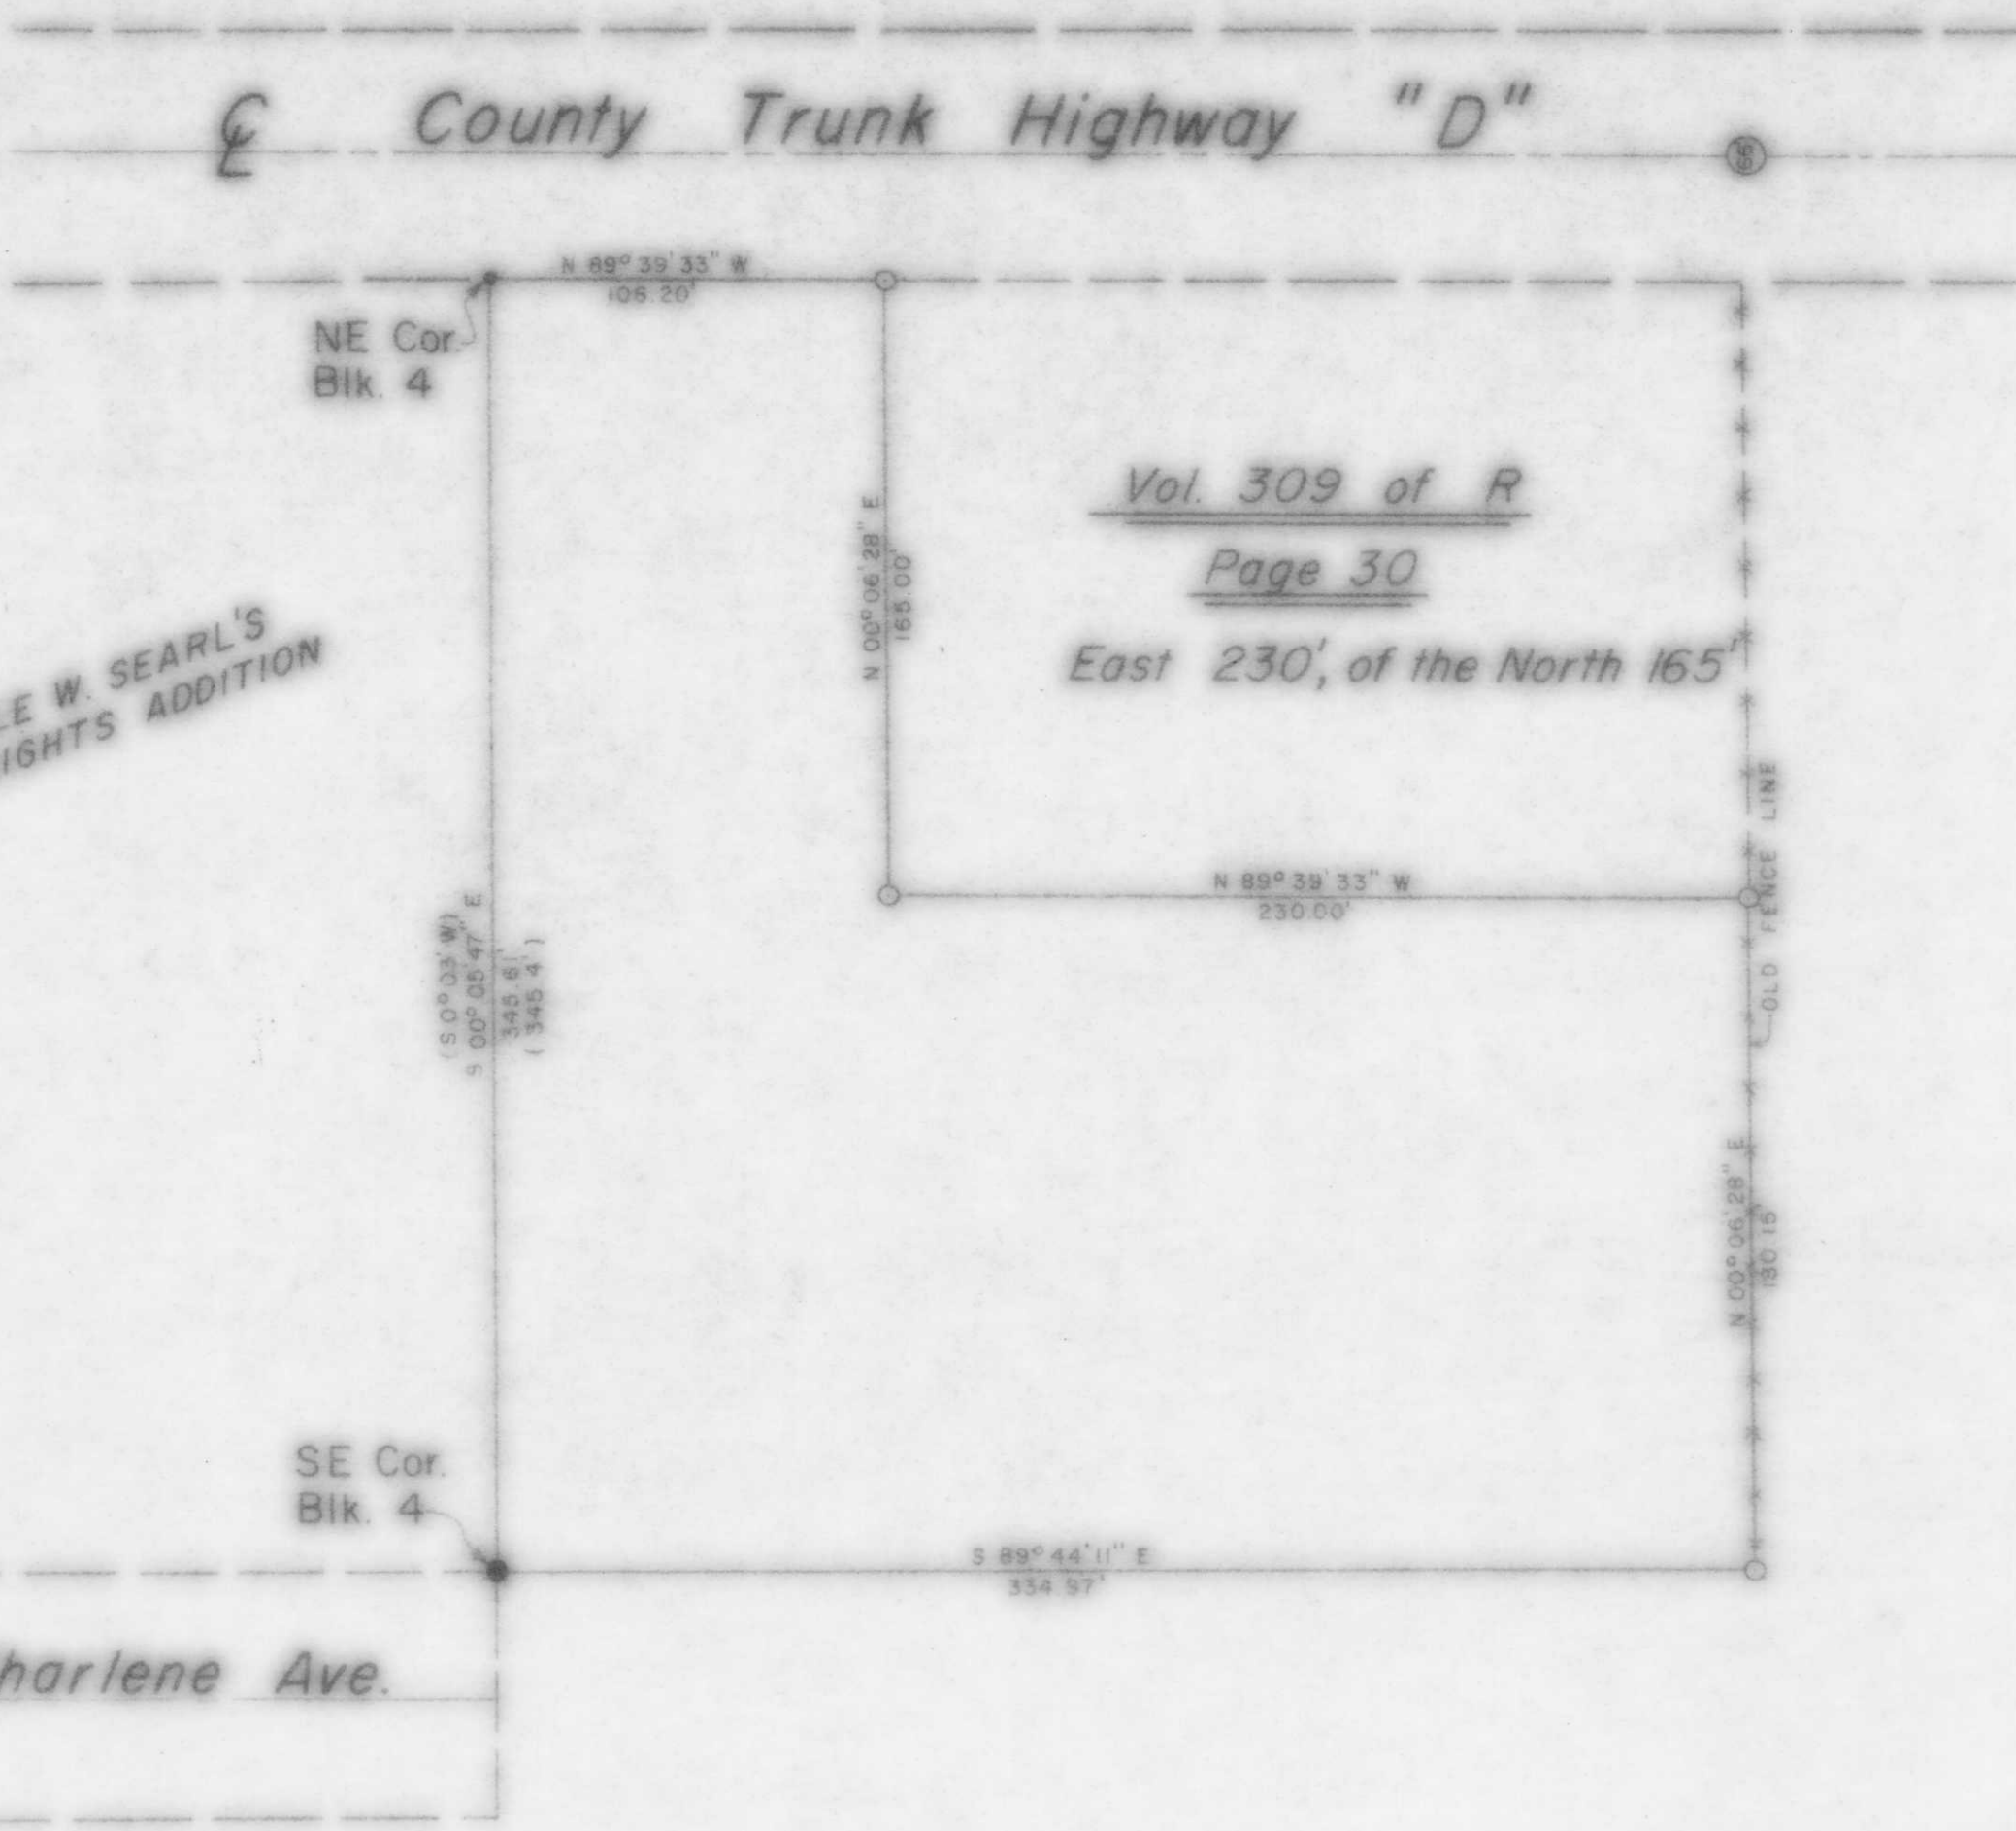 ℄ County Trunk Highway "D"
N 89° 39' 33" W
106.20'
NE Cor.
Blk. 4
N 00° 06' 28" E
165.00'
Vol. 309 of R
Page 30
East 230', of the North 165'
LE W. SEARL'S
IGHTS ADDITION
OLD FENCE LINE
N 89° 39' 33" W
230.00'
(S 0° 03' W)
S 00° 05' 47" E
345.61'
(345.4')
N 00° 06' 28" E
180.15'
SE Cor.
Blk. 4
S 89° 44' 11" E
334.97'
harlene Ave.